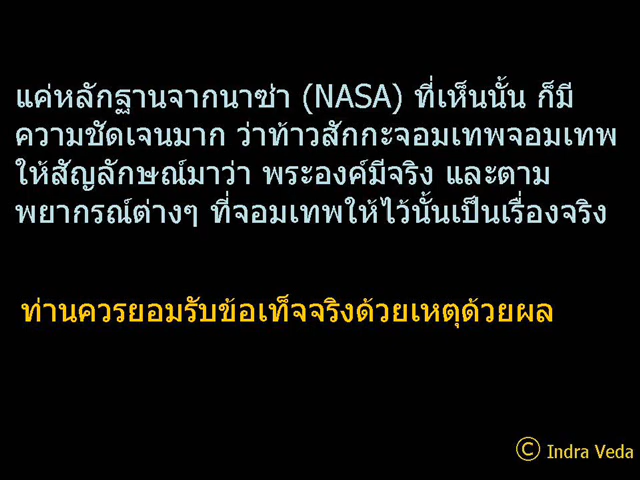 แค่หลักฐานจากนาซ่า (NASA) ที่เห็นนั้น ก็มี
ความชัดเจนมาก ว่าท้าวสักกะจอมเทพจอมเทพ
ให้สัญลักษณ์มาว่า พระองค์มีจริง และตาม
พยากรณ์ต่างๆ ที่จอมเทพให้ไว้นั้นเป็นเรื่องจริง
ท่านควรยอมรับข้อเท็จจริงด้วยเหตุด้วยผล
© Indra Veda